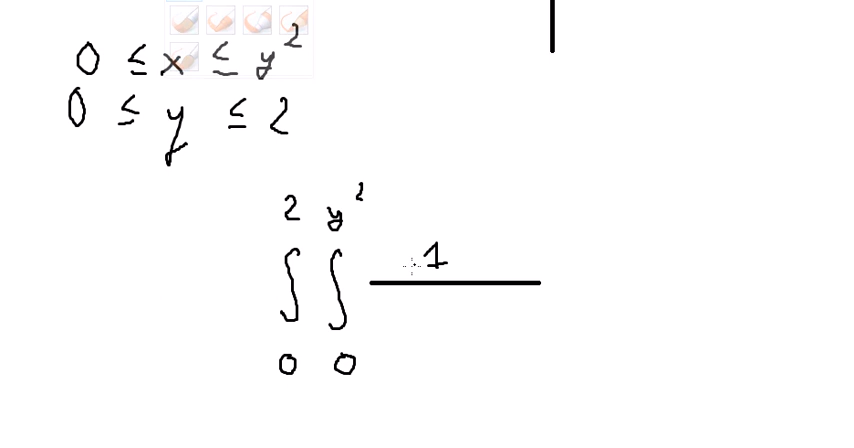 0 ≤ x ≤ y²
0 ≤ y ≤ 2
2 y²
∫ ∫ 1
0 0